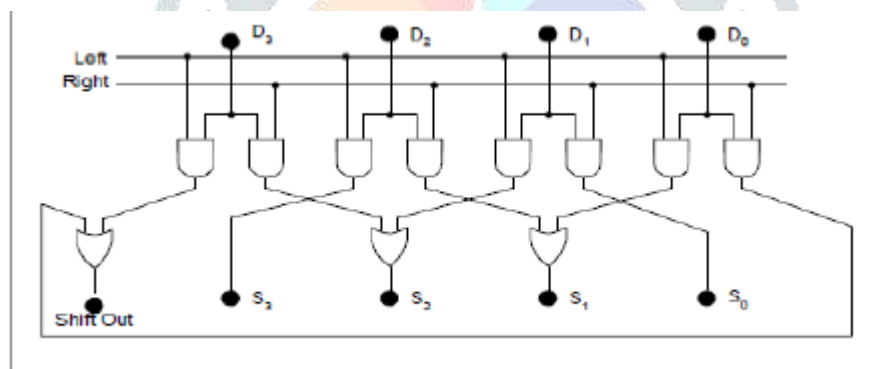 D3 D2 D1 D0
Left
Right
S3 S2 S1 S0
Shift Out